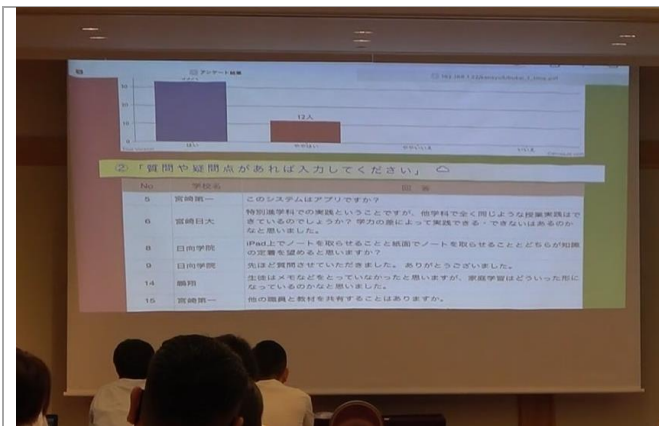 アンケート結果
12人
0
はい
② 「質問や疑問点があれば入力してください」
No 学校名 回答
5 宮崎第一 このシステムはアプリですか?
6 宮崎日大 特別進学科での実践ということですが、他学科で全く同じような授業実践はで
きているのでしょうか? 学力の差によって実践できる・できないはあるのか
なと思いました。
8 日向学院 iPad上でノートを取らせることと紙面でノートを取らせることとどちらが知識
の定着を望めると思いますか?
9 日向学院 先ほど質問させていただきました。 ありがとうございました。
14 鵬翔 生徒はメモなどをとっていなかったと思いますが、家庭学習はどういった形に
なっているのかなと思いました。
15 宮崎第一 他の職員と教材を共有することはありますか。